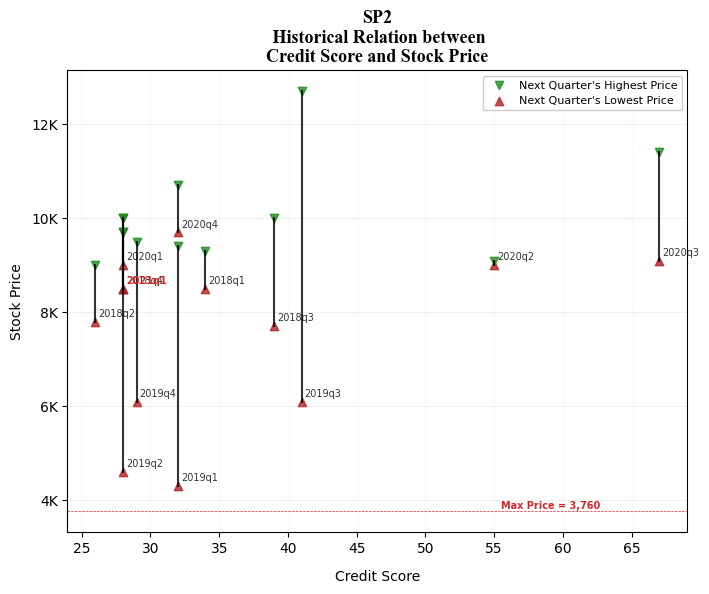 SP2
Historical Relation between
Credit Score and Stock Price
Next Quarter's Highest Price
Next Quarter's Lowest Price
12K
10K
8K
6K
4K
Stock Price
2020q4
2020q1
2018q1
2020q2
2020q3
2018q2
2018q3
2019q4
2019q3
2019q2
2019q1
Max Price = 3,760
25 30 35 40 45 50 55 60 65
Credit Score